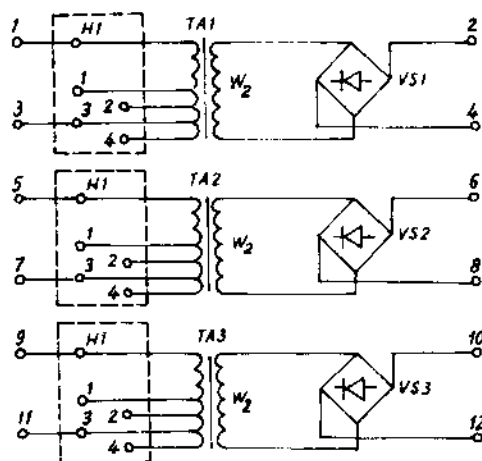 1 H1 TA1 2
1
3 3 2 W2 VS1
4 4
5 H1 TA2 6
1
7 3 2 W2 VS2 8
4
9 H1 TA3 10
1
11 3 2 W2 VS3
4 12